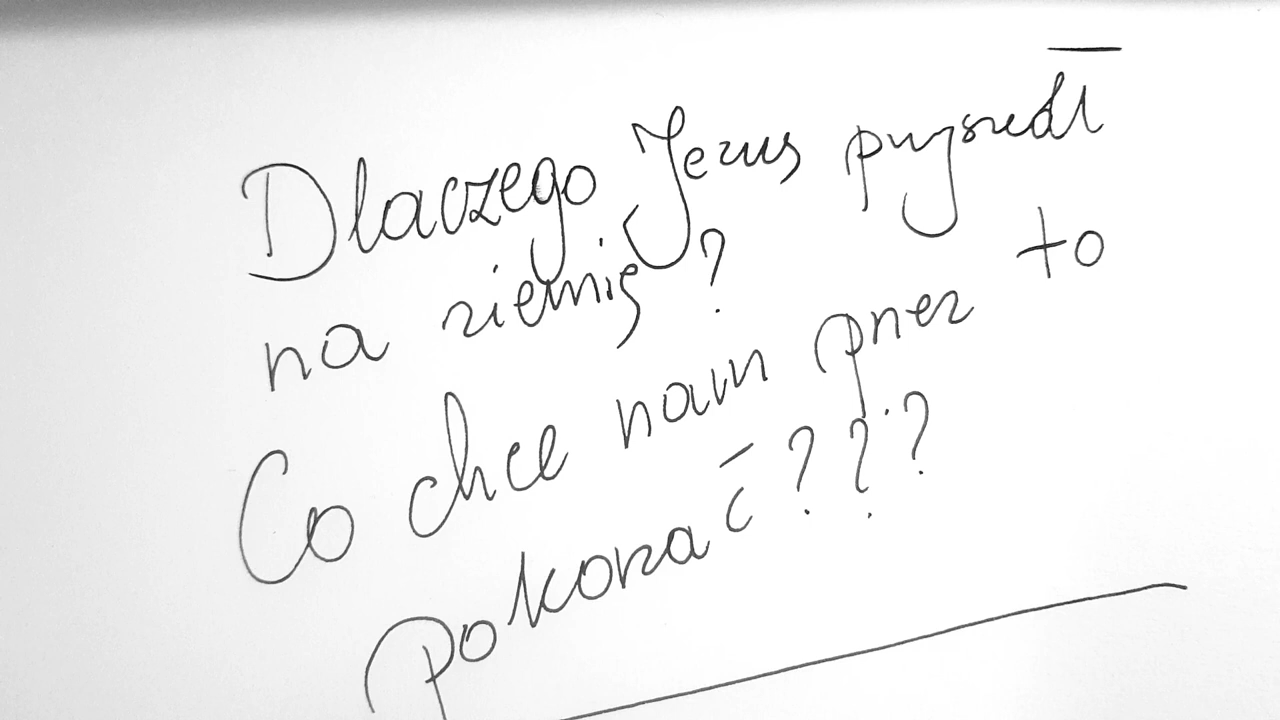 Dlaczego Jezus przyszedł
na ziemię?
Co chce nam przez to
pokazać???